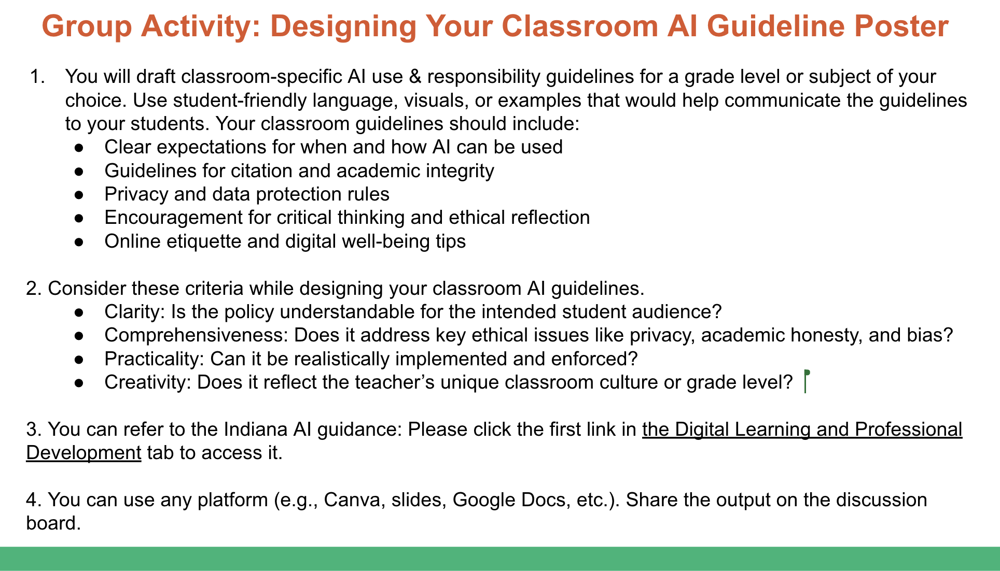 Group Activity: Designing Your Classroom AI Guideline Poster
1. You will draft classroom-specific AI use & responsibility guidelines for a grade level or subject of your
choice. Use student-friendly language, visuals, or examples that would help communicate the guidelines
to your students. Your classroom guidelines should include:
● Clear expectations for when and how AI can be used
● Guidelines for citation and academic integrity
● Privacy and data protection rules
● Encouragement for critical thinking and ethical reflection
● Online etiquette and digital well-being tips
2. Consider these criteria while designing your classroom AI guidelines.
● Clarity: Is the policy understandable for the intended student audience?
● Comprehensiveness: Does it address key ethical issues like privacy, academic honesty, and bias?
● Practicality: Can it be realistically implemented and enforced?
● Creativity: Does it reflect the teacher’s unique classroom culture or grade level?
3. You can refer to the Indiana AI guidance: Please click the first link in the Digital Learning and Professional
Development tab to access it.
4. You can use any platform (e.g., Canva, slides, Google Docs, etc.). Share the output on the discussion
board.